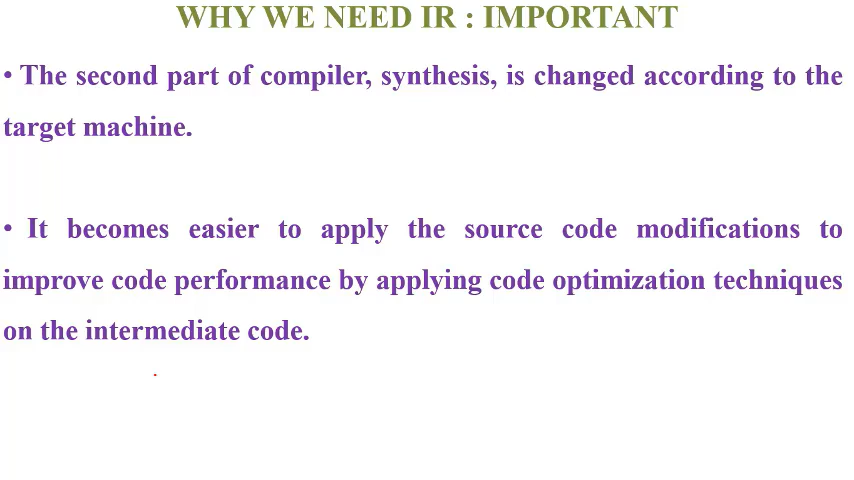 WHY WE NEED IR : IMPORTANT
• The second part of compiler, synthesis, is changed according to the
target machine.
• It becomes easier to apply the source code modifications to
improve code performance by applying code optimization techniques
on the intermediate code.